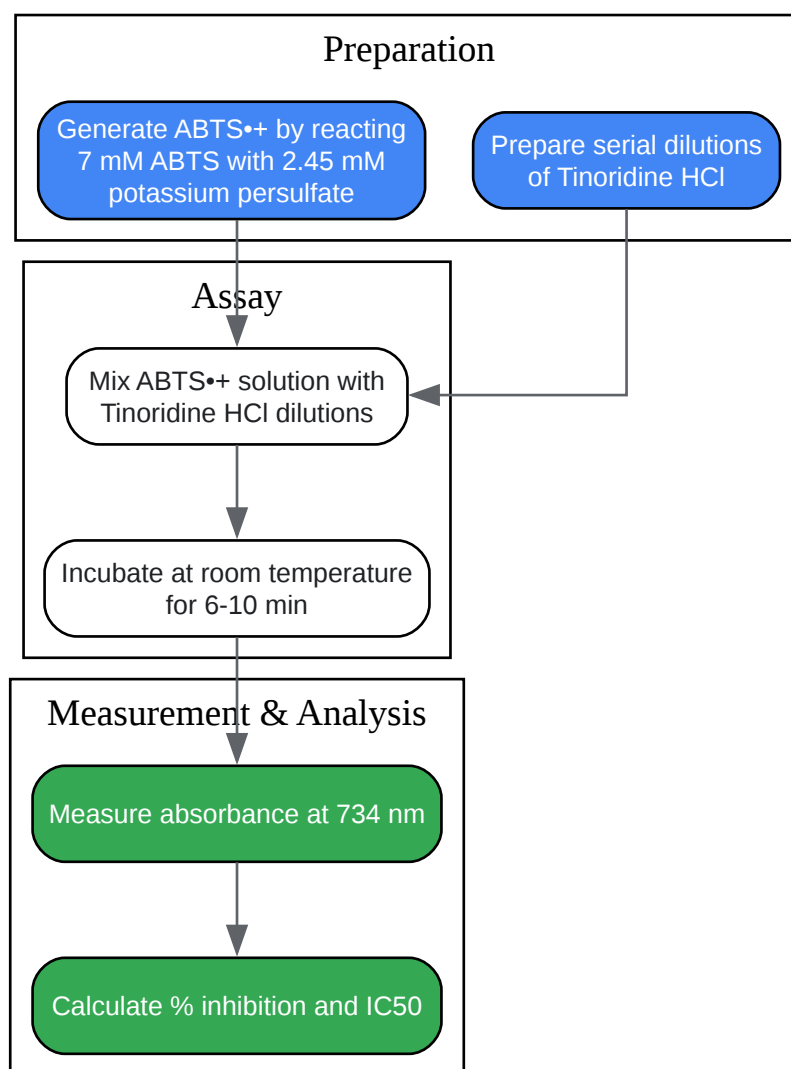 Preparation
Generate ABTS•+ by reacting
7 mM ABTS with 2.45 mM
potassium persulfate
Prepare serial dilutions
of Tinoridine HCl
Assay
Mix ABTS•+ solution with
Tinoridine HCl dilutions
Incubate at room temperature
for 6-10 min
Measurement & Analysis
Measure absorbance at 734 nm
Calculate % inhibition and IC50